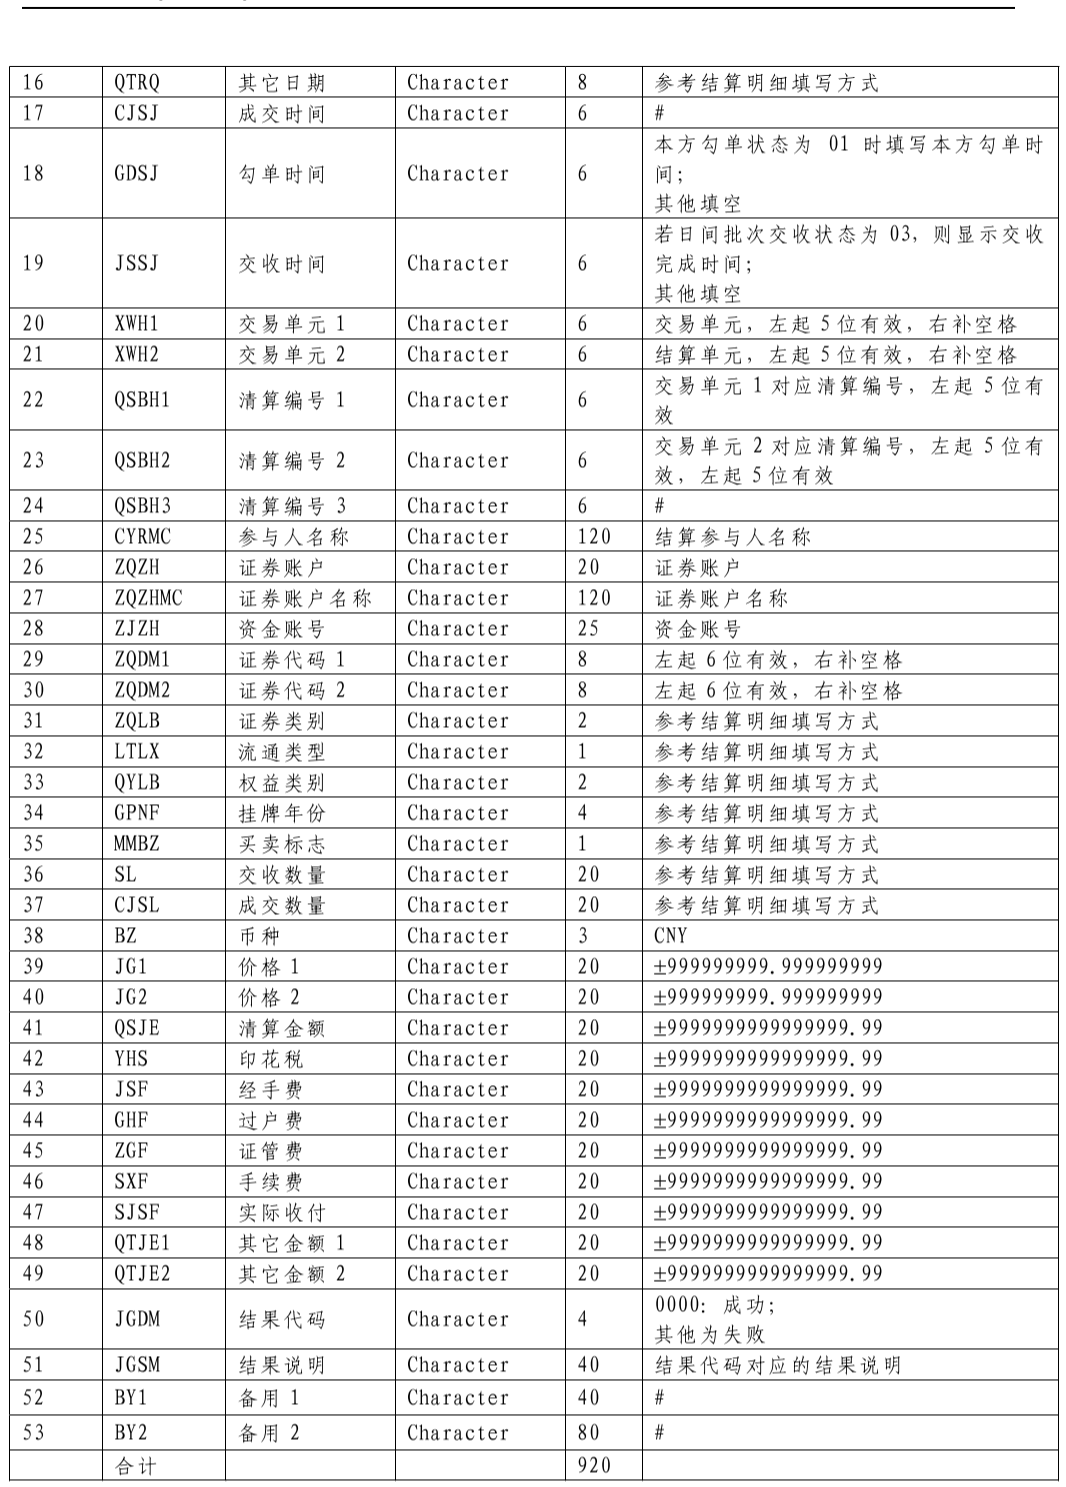 16 QTRQ 其它日期 Character 8 参考结算明细填写方式
17 CJSJ 成交时间 Character 6 #
18 GDSJ 勾单时间 Character 6 本方勾单状态为 01 时填写本方勾单时
间；
其他填空
19 JSSJ 交收时间 Character 6 若日间批次交收状态为 03，则显示交收
完成时间；
其他填空
20 XWH1 交易单元 1 Character 6 交易单元，左起 5 位有效，右补空格
21 XWH2 交易单元 2 Character 6 结算单元，左起 5 位有效，右补空格
22 QSBH1 清算编号 1 Character 6 交易单元 1 对应清算编号，左起 5 位有
效
23 QSBH2 清算编号 2 Character 6 交易单元 2 对应清算编号，左起 5 位有
效，左起 5 位有效
24 QSBH3 清算编号 3 Character 6 #
25 CYRMC 参与人名称 Character 120 结算参与人名称
26 ZQZH 证券账户 Character 20 证券账户
27 ZQZHMC 证券账户名称 Character 120 证券账户名称
28 ZJZH 资金账号 Character 25 资金账号
29 ZQDM1 证券代码 1 Character 8 左起 6 位有效，右补空格
30 ZQDM2 证券代码 2 Character 8 左起 6 位有效，右补空格
31 ZQLB 证券类别 Character 2 参考结算明细填写方式
32 LTLX 流通类型 Character 1 参考结算明细填写方式
33 QYLB 权益类别 Character 2 参考结算明细填写方式
34 GPNF 挂牌年份 Character 4 参考结算明细填写方式
35 MMBZ 买卖标志 Character 1 参考结算明细填写方式
36 SL 交收数量 Character 20 参考结算明细填写方式
37 CJSL 成交数量 Character 20 参考结算明细填写方式
38 BZ 币种 Character 3 CNY
39 JG1 价格 1 Character 20 ±999999999.999999999
40 JG2 价格 2 Character 20 ±999999999.999999999
41 QSJE 清算金额 Character 20 ±9999999999999999.99
42 YHS 印花税 Character 20 ±9999999999999999.99
43 JSF 经手费 Character 20 ±9999999999999999.99
44 GHF 过户费 Character 20 ±9999999999999999.99
45 ZGF 证管费 Character 20 ±9999999999999999.99
46 SXF 手续费 Character 20 ±9999999999999999.99
47 SJSF 实际收付 Character 20 ±9999999999999999.99
48 QTJE1 其它金额 1 Character 20 ±9999999999999999.99
49 QTJE2 其它金额 2 Character 20 ±9999999999999999.99
50 JGDM 结果代码 Character 4 0000：成功；
其他为失败
51 JGSM 结果说明 Character 40 结果代码对应的结果说明
52 BY1 备用 1 Character 40 #
53 BY2 备用 2 Character 80 #
合计 920